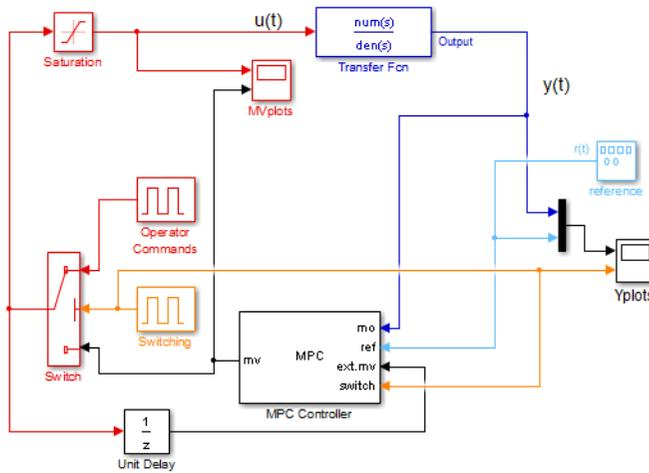 u(t)
num(s)
den(s)
Output
Saturation
Transfer Fcn
y(t)
MVplots
r(t)
reference
Operator
Commands
Yplots
Switching
Switch
mo
ref
mv
MPC
ext.mv
switch
MPC Controller
1
z
Unit Delay